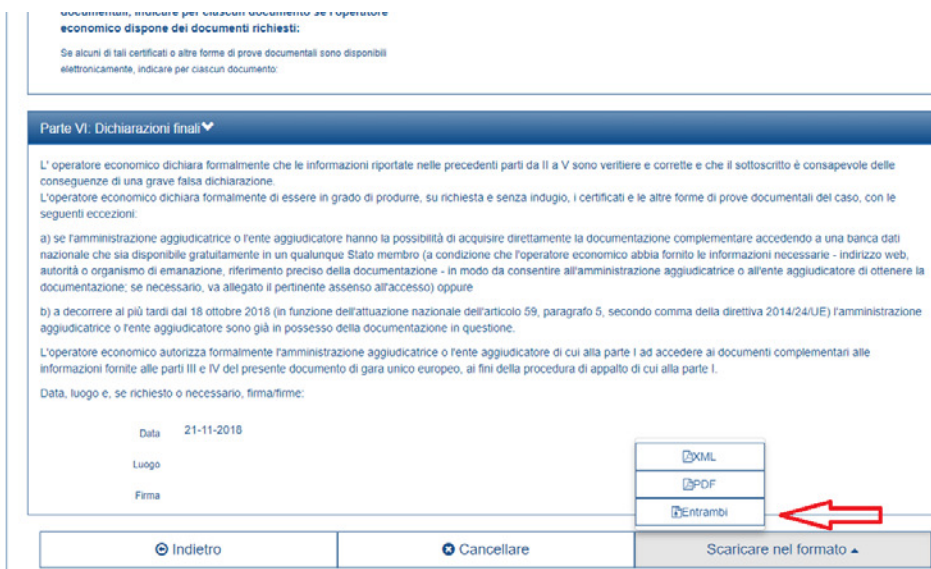 documentali, indicare per ciascun documento se l'operatore
economico dispone dei documenti richiesti:
Se alcuni di tali certificati o altre forme di prove documentali sono disponibili
elettronicamente, indicare per ciascun documento:
Parte VI: Dichiarazioni finali
L' operatore economico dichiara formalmente che le informazioni riportate nelle precedenti parti da II a V sono veritiere e corrette e che il sottoscritto è consapevole delle
conseguenze di una grave falsa dichiarazione.
L'operatore economico dichiara formalmente di essere in grado di produrre, su richiesta e senza indugio, i certificati e le altre forme di prove documentali del caso, con le
seguenti eccezioni:
a) se l'amministrazione aggiudicatrice o l'ente aggiudicatore hanno la possibilità di acquisire direttamente la documentazione complementare accedendo a una banca dati
nazionale che sia disponibile gratuitamente in un qualunque Stato membro (a condizione che l'operatore economico abbia fornito le informazioni necessarie - indirizzo web,
autorità o organismo di emanazione, riferimento preciso della documentazione - in modo da consentire all'amministrazione aggiudicatrice o all'ente aggiudicatore di ottenere la
documentazione; se necessario, va allegato il pertinente assenso all'accesso) oppure
b) a decorrere al più tardi dal 18 ottobre 2018 (in funzione dell'attuazione nazionale dell'articolo 59, paragrafo 5, secondo comma della direttiva 2014/24/UE) l'amministrazione
aggiudicatrice o l'ente aggiudicatore sono già in possesso della documentazione in questione.
L'operatore economico autorizza formalmente l'amministrazione aggiudicatrice o l'ente aggiudicatore di cui alla parte I ad accedere ai documenti complementari alle
informazioni fornite alle parti III e IV del presente documento di gara unico europeo, ai fini della procedura di appalto di cui alla parte I.
Data, luogo e, se richiesto o necessario, firma/firme:
Data 21-11-2018
Luogo
Firma
XML
PDF
Entrambi
Indietro
Cancellare
Scaricare nel formato